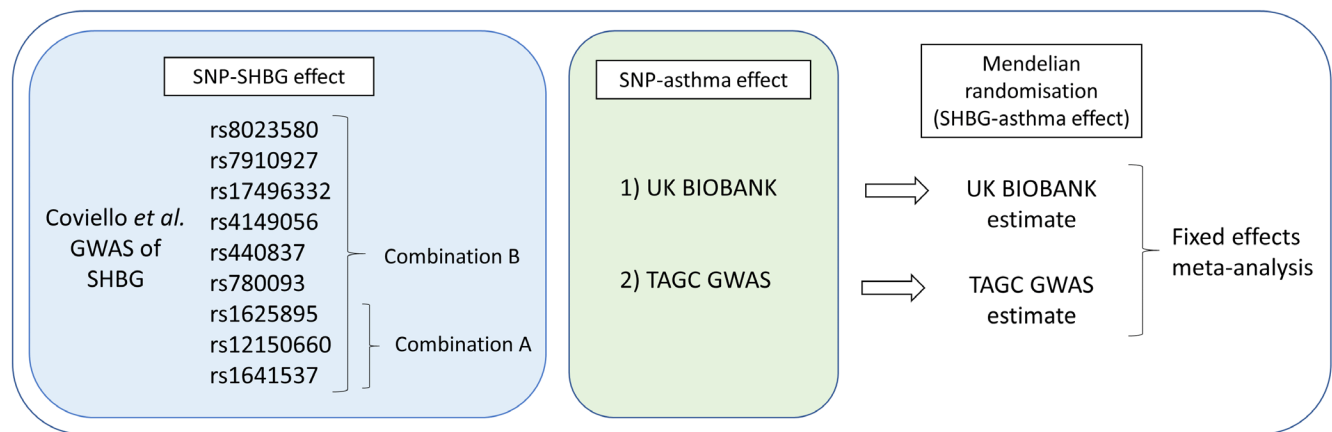 SNP-SHBG effect
Coviello et al.
GWAS of
SHBG
rs8023580
rs7910927
rs17496332
rs4149056
rs440837
rs780093
rs1625895
rs12150660
rs1641537
Combination B
Combination A
SNP-asthma effect
1) UK BIOBANK
2) TAGC GWAS
Mendelian
randomisation
(SHBG-asthma effect)
UK BIOBANK
estimate
TAGC GWAS
estimate
Fixed effects
meta-analysis